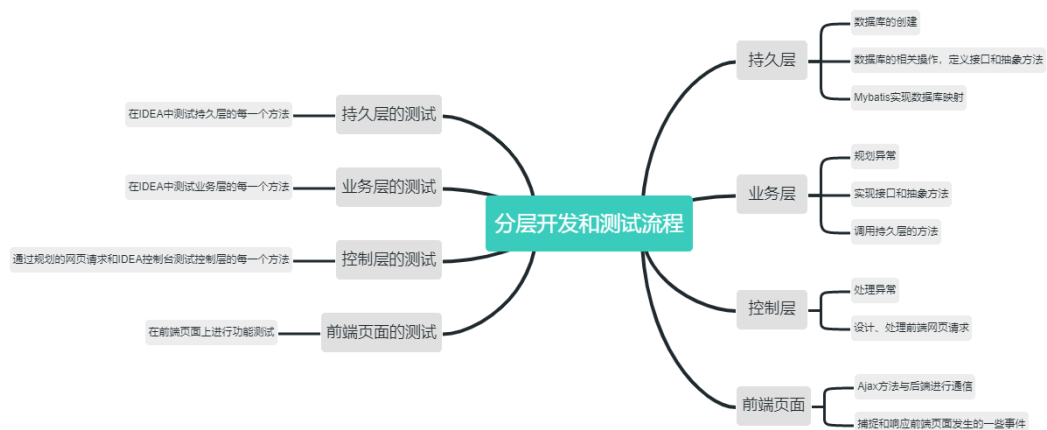 分层开发和测试流程
持久层
数据库的创建
数据库的相关操作，定义接口和抽象方法
Mybatis实现数据库映射
业务层
规划异常
实现接口和抽象方法
调用持久层的方法
控制层
处理异常
设计、处理前端网页请求
前端页面
Ajax方法与后端进行通信
捕捉和响应前端页面发生的一些事件
持久层的测试
在IDEA中测试持久层的每一个方法
业务层的测试
在IDEA中测试业务层的每一个方法
控制层的测试
通过规划的网页请求和IDEA控制台测试控制层的每一个方法
前端页面的测试
在前端页面上进行功能测试